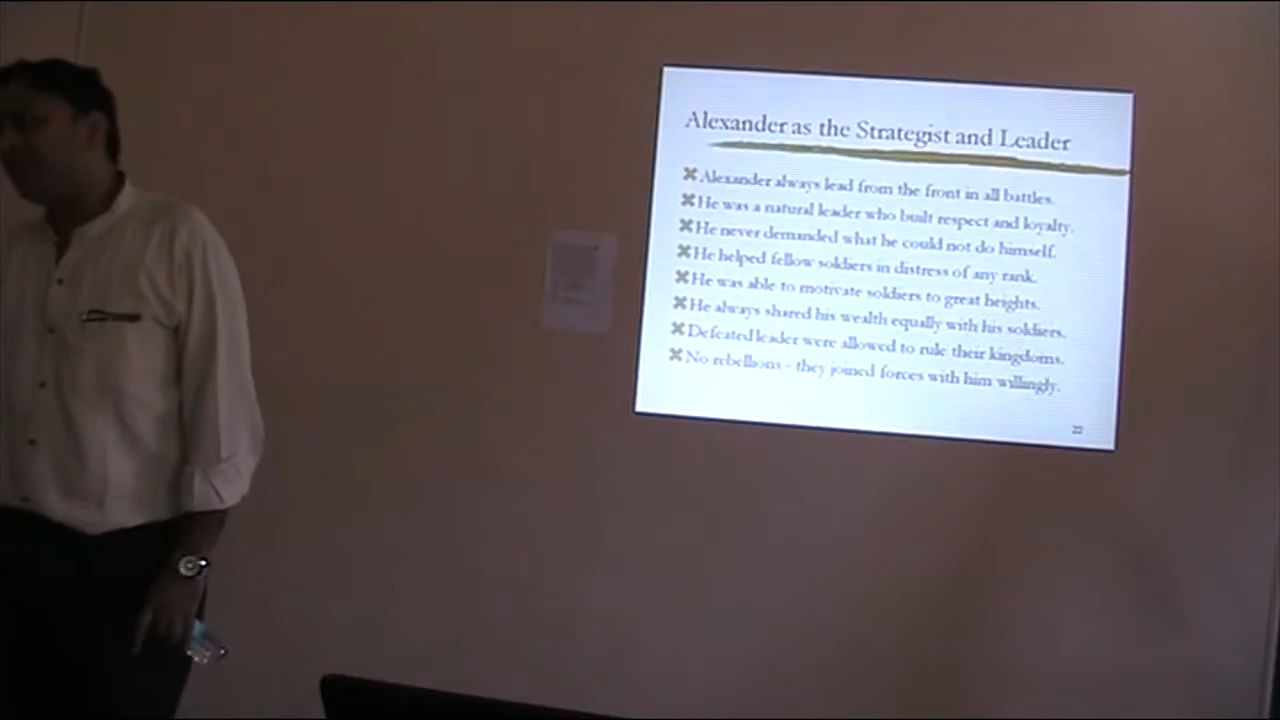 Alexander as the Strategist and Leader
Alexander always lead from the front in all battles.
He was a natural leader who built respect and loyalty.
He never demanded what he could not do himself.
He helped fellow soldiers in distress of any rank.
He was able to motivate soldiers to great heights.
He always shared his wealth equally with his soldiers.
Defeated leader were allowed to rule their kingdoms.
No rebellions - they joined forces with him willingly.
22